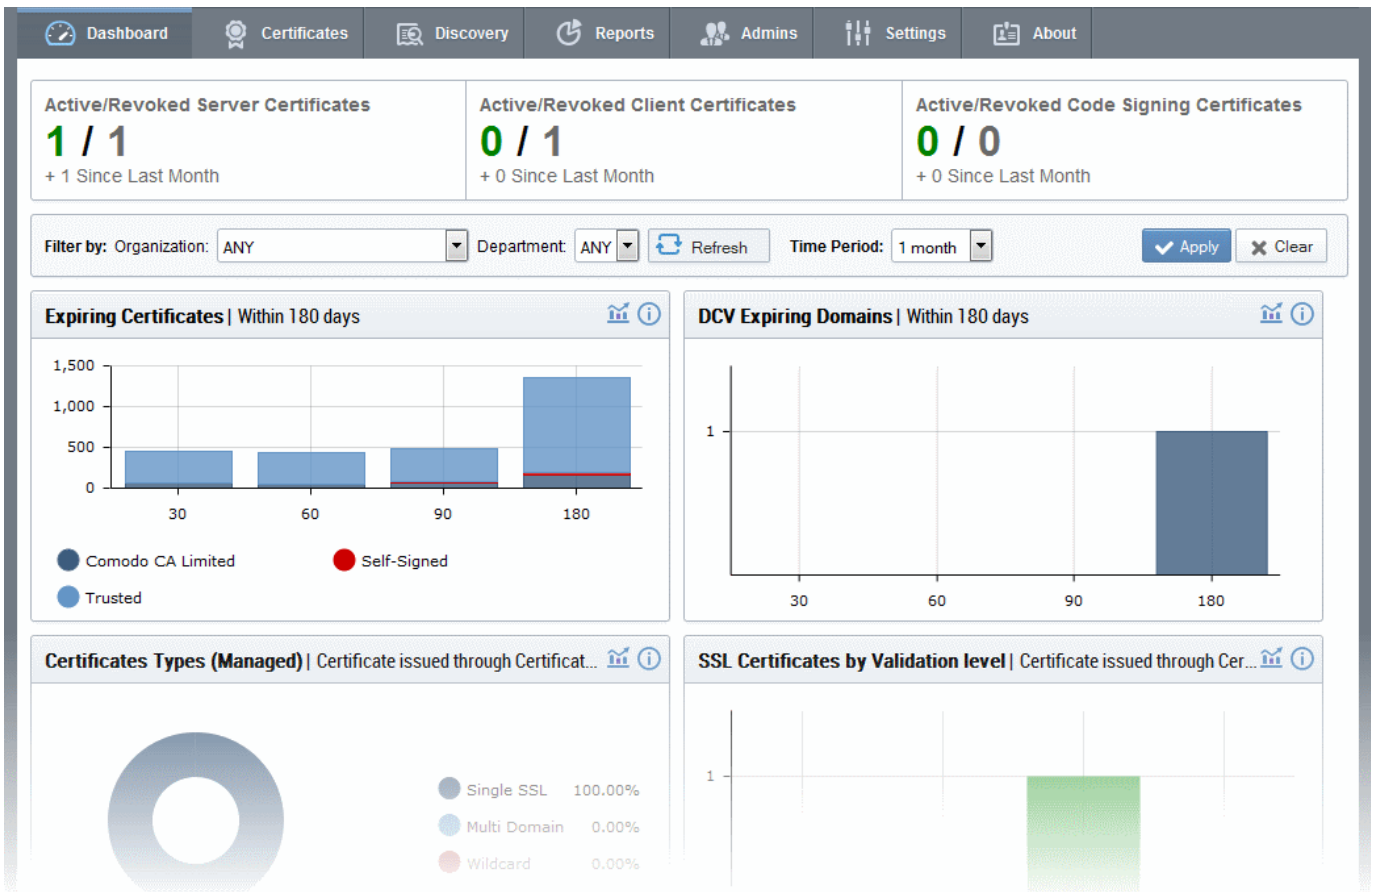 Dashboard Certificates Discovery Reports Admins Settings About
Active/Revoked Server Certificates
1 / 1
+ 1 Since Last Month
Active/Revoked Client Certificates
0 / 1
+ 0 Since Last Month
Active/Revoked Code Signing Certificates
0 / 0
+ 0 Since Last Month
Filter by: Organization: ANY Department: ANY Refresh Time Period: 1 month Apply Clear
Expiring Certificates | Within 180 days
1,500
1,000
500
0
30 60 90 180
Comodo CA Limited Self-Signed
Trusted
DCV Expiring Domains | Within 180 days
1
30 60 90 180
Certificates Types (Managed) | Certificate issued through Certificat...
Single SSL 100.00%
Multi Domain 0.00%
Wildcard 0.00%
SSL Certificates by Validation level | Certificate issued through Cer...
1